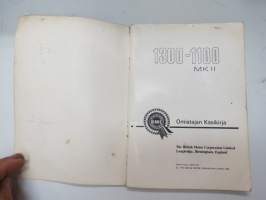 1300-1100
MK II
Omistajan Käsikirja
The British Motor Corporation Limited
Longbridge, Birmingham, England